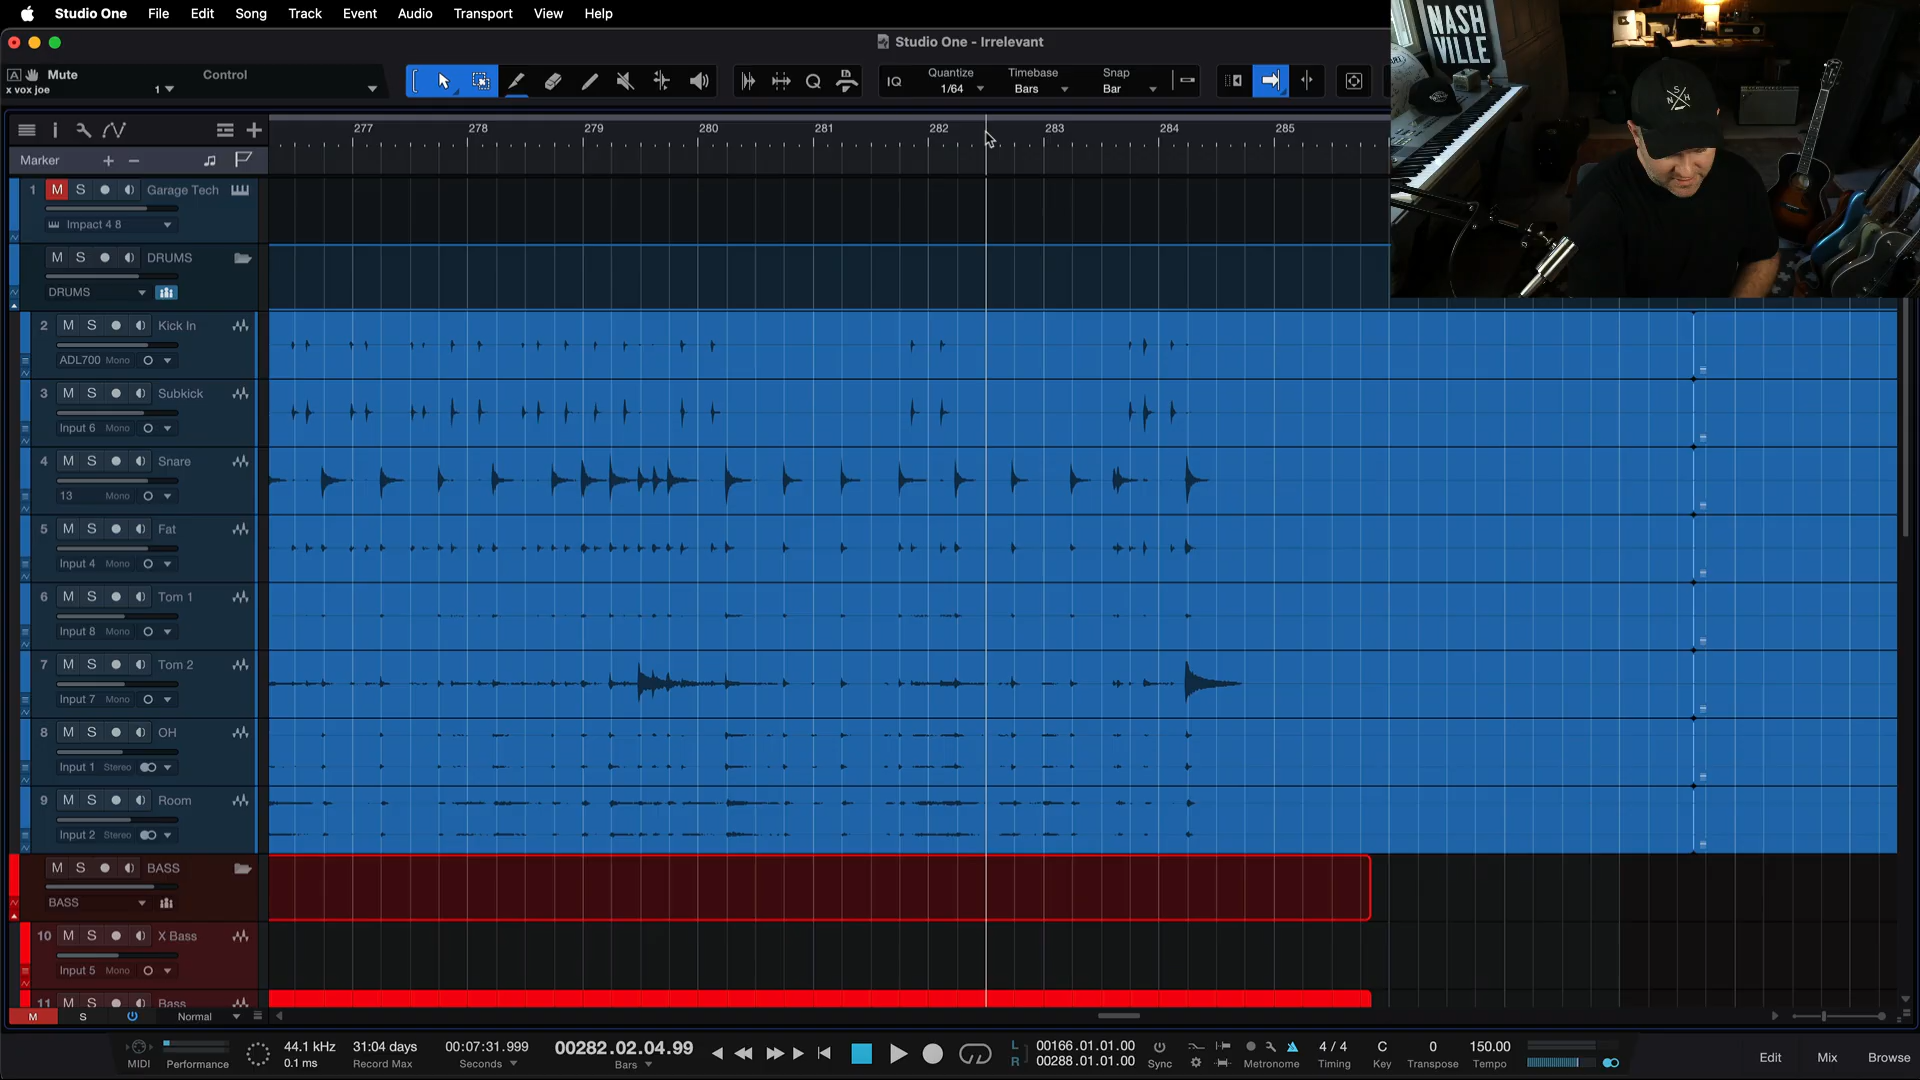 Studio One File Edit Song Track Event Audio Transport View Help
Studio One - Irrelevant
NASH
VILLE
A Mute
x vox joe
Control
1
IQ
Quantize
1/64
Timebase
Bars
Snap
Bar
277 278 279 280 281 282 283 284 285
Marker
1 M S Garage Tech
Impact 4 8
M S DRUMS
DRUMS
2 M S Kick In
ADL700 Mono
3 M S Subkick
Input 6 Mono
4 M S Snare
13 Mono
5 M S Fat
Input 4 Mono
6 M S Tom 1
Input 8 Mono
7 M S Tom 2
Input 7 Mono
8 M S OH
Input 1 Stereo
9 M S Room
Input 2 Stereo
M S BASS
BASS
10 M S X Bass
Input 5 Mono
11 M S Bass
M S Normal
MIDI
Performance
44.1 kHz
0.1 ms
31:04 days
Record Max
00:07:31.999
Seconds
00282.02.04.99
Bars
L 00166.01.01.00
R 00288.01.01.00
Sync
Metronome
4 / 4
Timing
C
Key
0
Transpose
150.00
Tempo
Edit Mix Browse